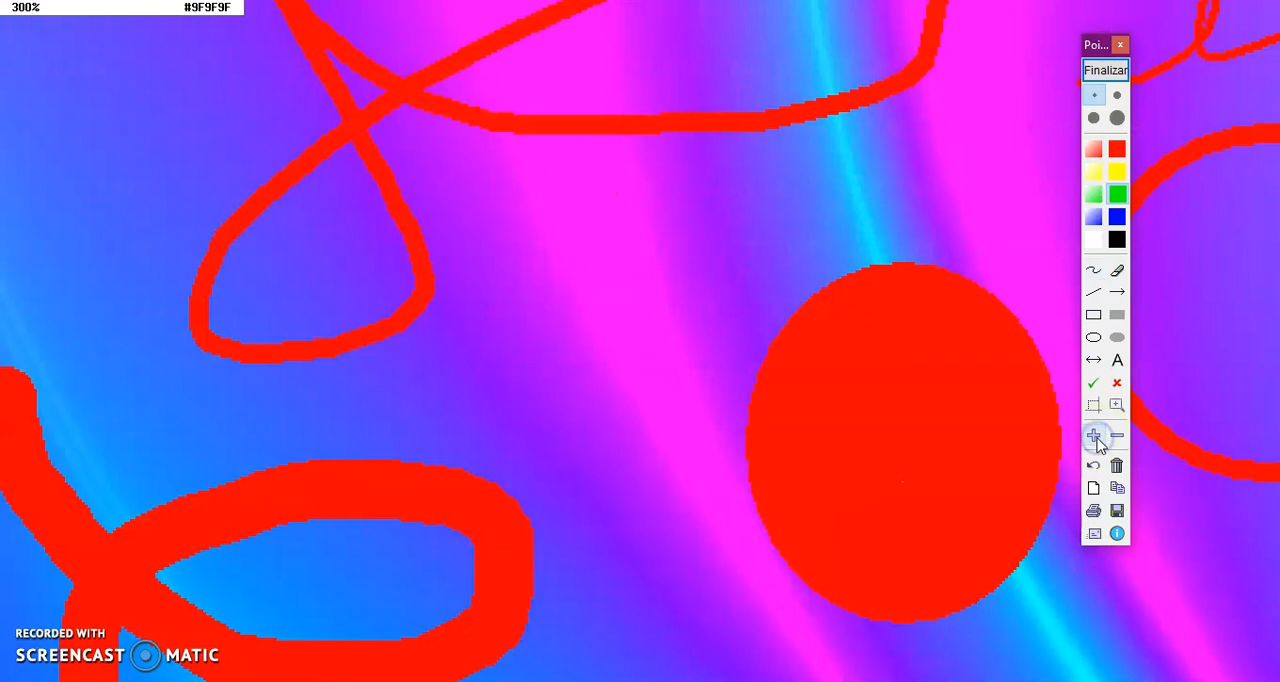 300% #9F9F9F
Poi... x
Finalizar
A
RECORDED WITH
SCREENCAST MATIC